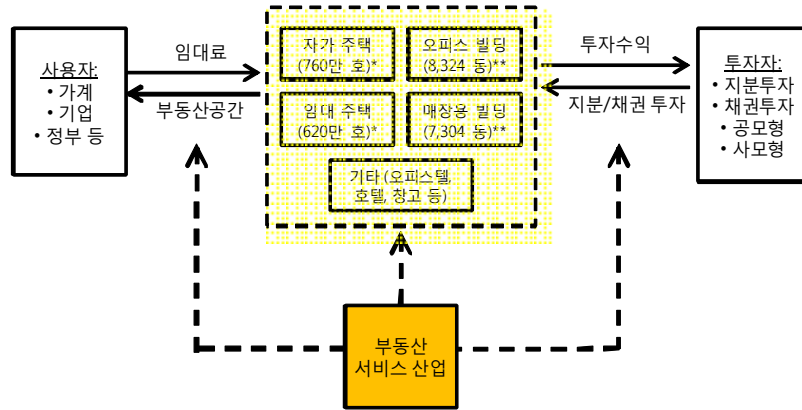 사용자:
• 가계
• 기업
• 정부 등
임대료
부동산공간
자가 주택
(760만 호)*
오피스 빌딩
(8,324 동)**
임대 주택
(620만 호)*
매장용 빌딩
(7,304 동)**
기타 (오피스텔,
호텔, 창고 등)
투자수익
지분/채권 투자
투자자:
• 지분투자
• 채권투자
• 공모형
• 사모형
부동산
서비스 산업